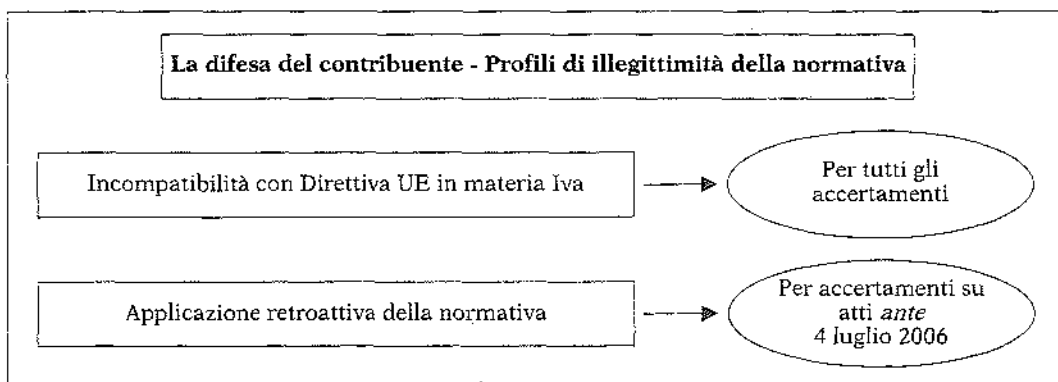 La difesa del contribuente - Profili di illegittimità della normativa
Incompatibilità con Direttiva UE in materia Iva
Per tutti gli
accertamenti
Applicazione retroattiva della normativa
Per accertamenti su
atti ante
4 luglio 2006